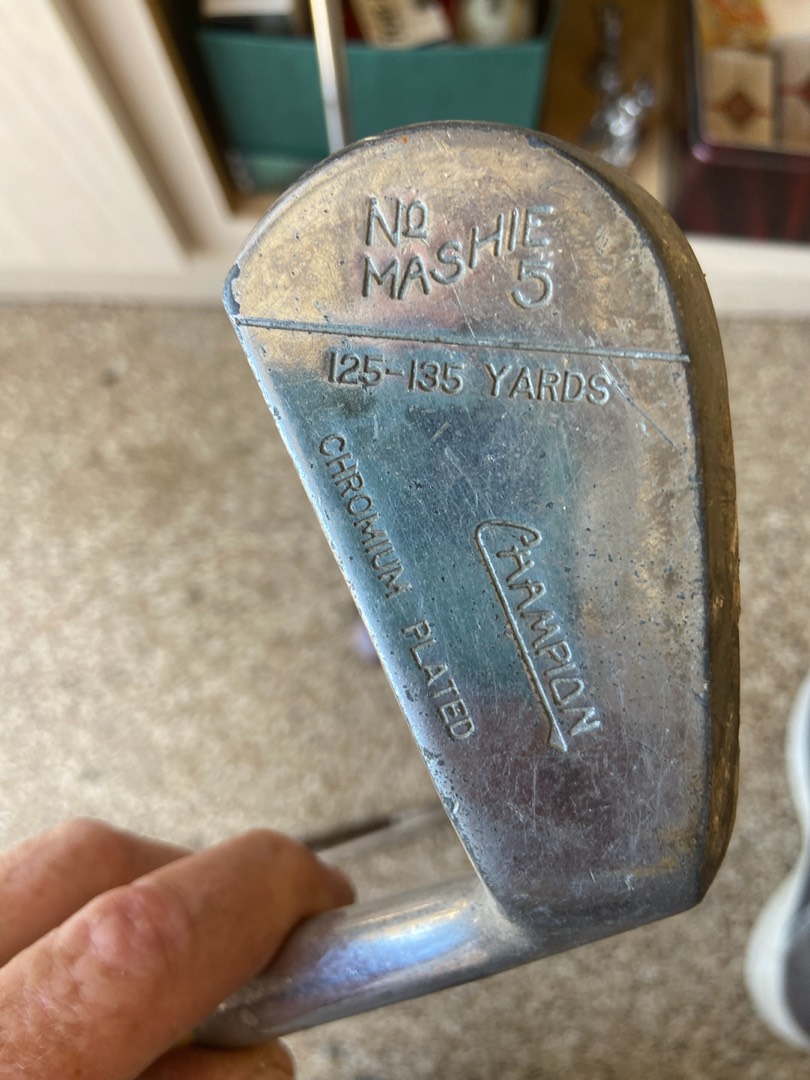 Nº
MASHIE
5
125-135 YARDS
CHROMIUM PLATED
CHAMPION